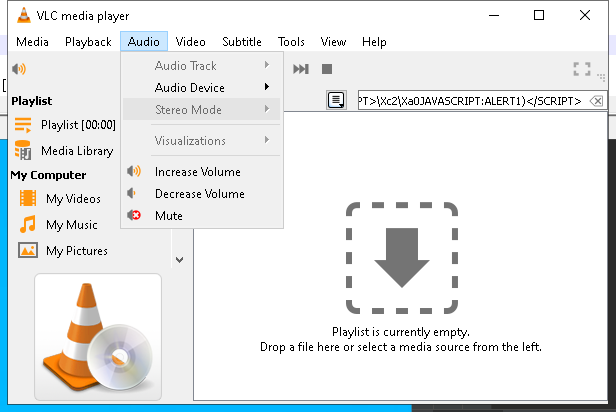 VLC media player
Media Playback Audio Video Subtitle Tools View Help
Audio Track
Audio Device
Stereo Mode
Visualizations
Increase Volume
Decrease Volume
Mute
PT>\Xc2\Xa0JAVASCRIPT:ALERT1)</SCRIPT>
Playlist
Playlist [00:00]
Media Library
My Computer
My Videos
My Music
My Pictures
Playlist is currently empty.
Drop a file here or select a media source from the left.